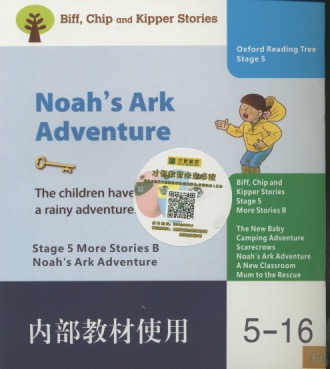 Biff, Chip and Kipper Stories
Oxford Reading Tree
Stage 5
Noah's Ark
Adventure
The children have
a rainy adventure.
Biff, Chip and
Kipper Stories
Stage 5
More Stories B
The New Baby
Camping Adventure
Scarecrows
Noah's Ark Adventure
A New Classroom
Mum to the Rescue
Stage 5 More Stories B
Noah's Ark Adventure
内部教材使用
5-16